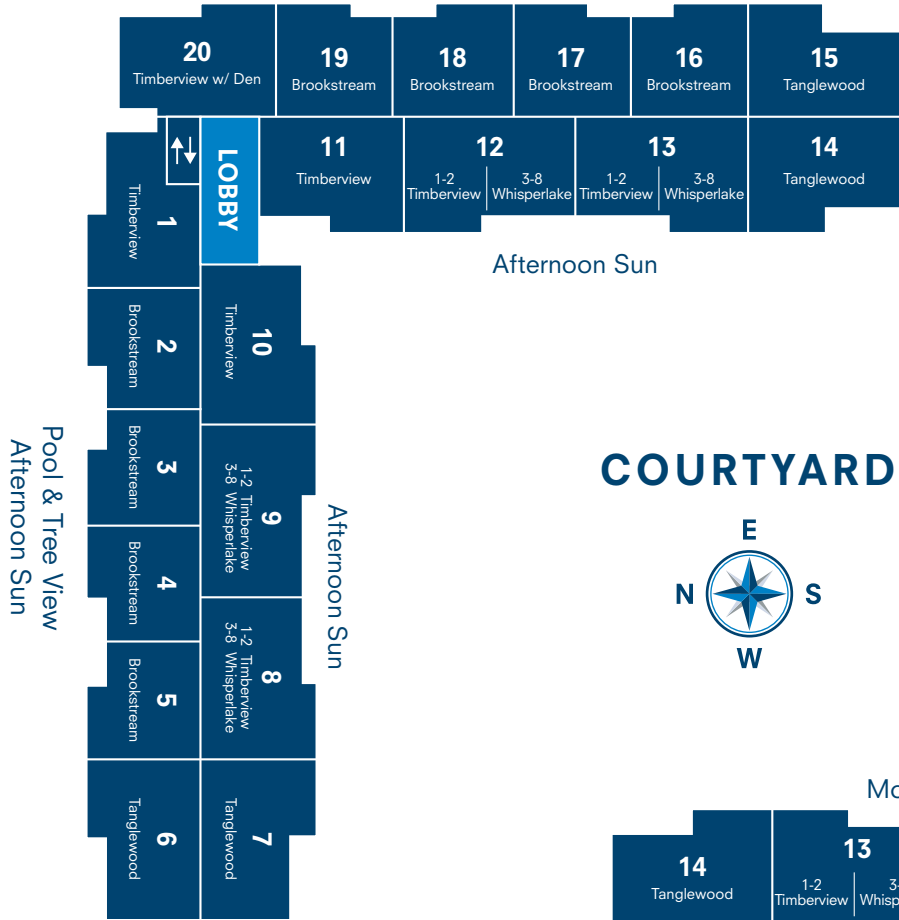 20
Timberview w/ Den
19
Brookstream
18
Brookstream
17
Brookstream
16
Brookstream
15
Tanglewood
LOBBY
11
Timberview
12
1-2
Timberview
3-8
Whisperlake
13
1-2
Timberview
3-8
Whisperlake
14
Tanglewood
Afternoon Sun
1
Timberview
2
Brookstream
3
Brookstream
4
Brookstream
5
Brookstream
6
Tanglewood
10
Timberview
9
1-2 Timberview
3-8 Whisperlake
8
1-2 Timberview
3-8 Whisperlake
7
Tanglewood
Pool & Tree View
Afternoon Sun
Afternoon Sun
COURTYARD
E
N
S
W
14
Tanglewood
13
1-2
Timberview